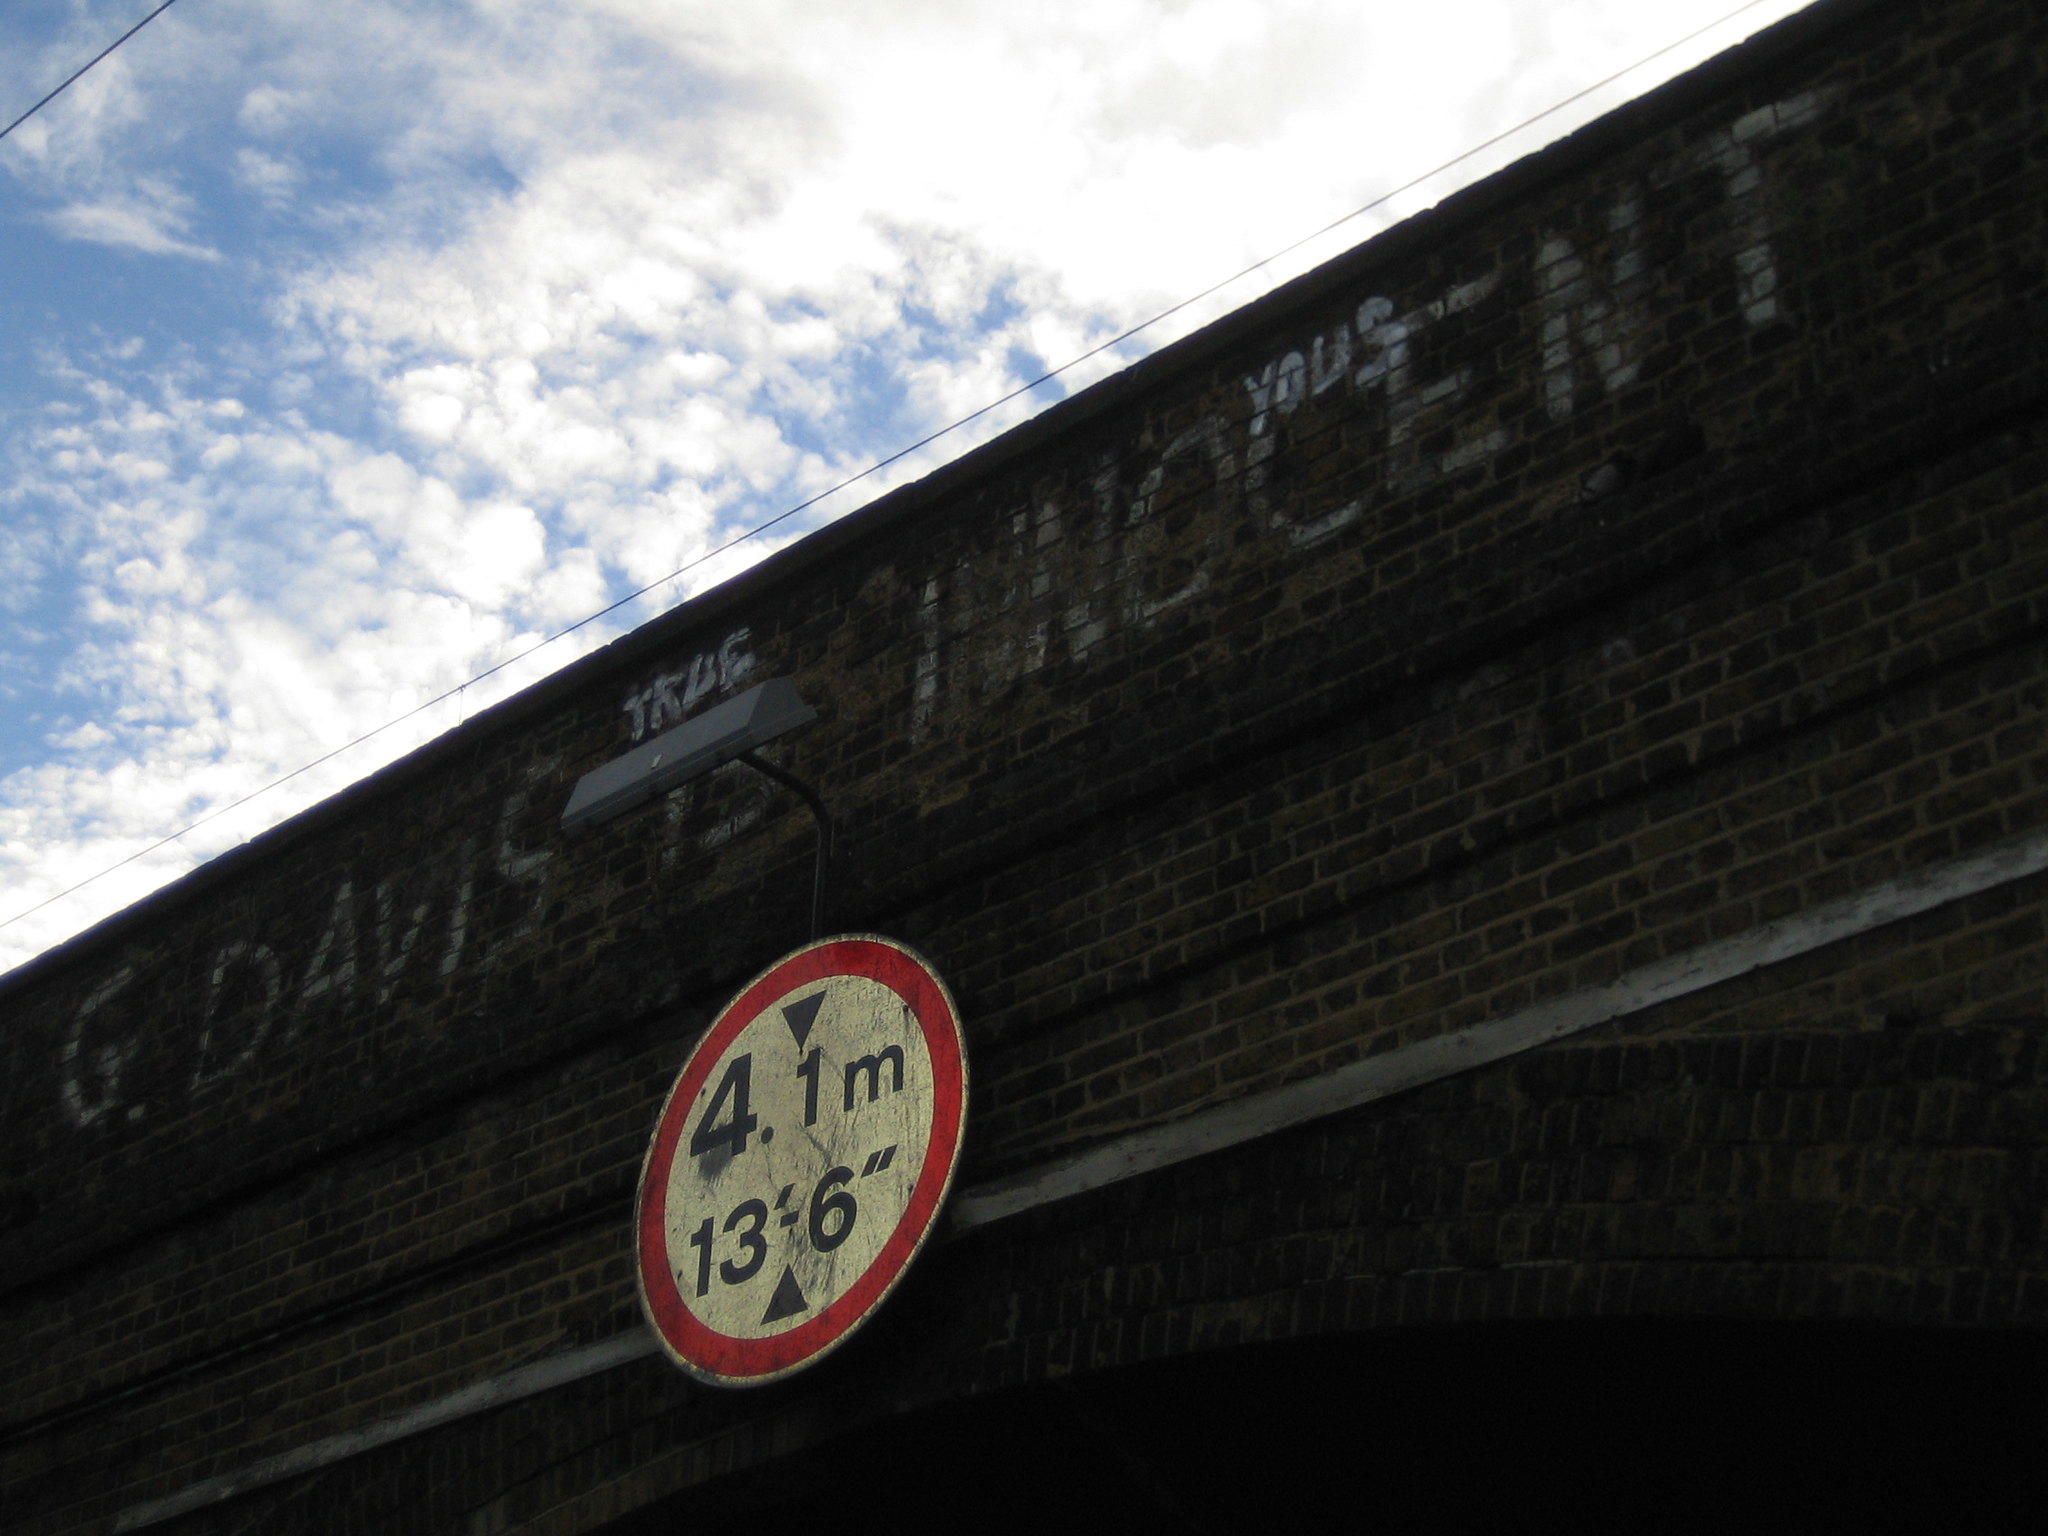 G. DAVIS IS INNOCENT
TRUE
YOUS
4.1m
13'-6"